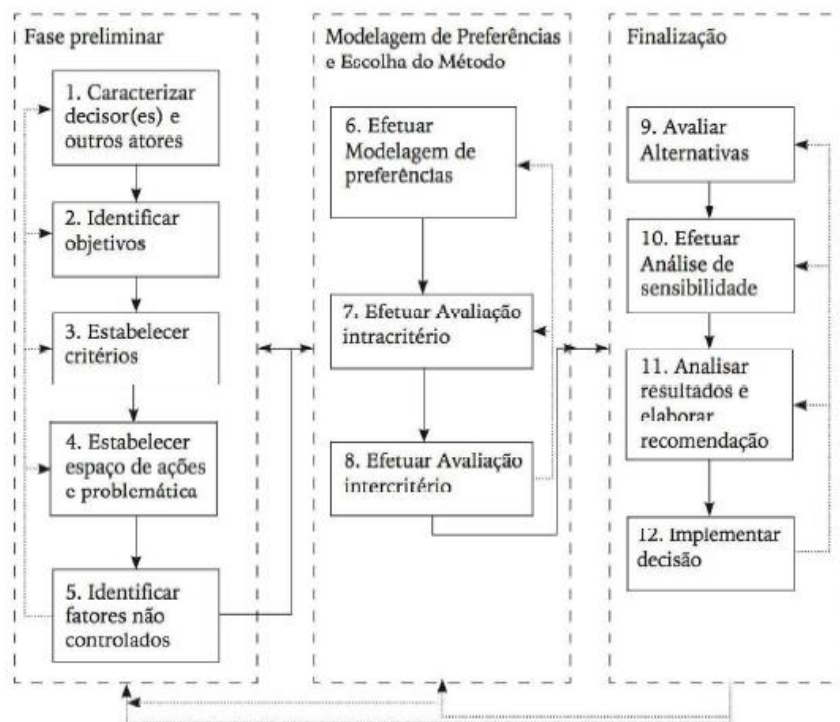 Fase preliminar
1. Caracterizar
decisor(es) e
outros atores
2. Identificar
objetivos
3. Estabelecer
critérios
4. Estabelecer
espaço de ações
e problemática
5. Identificar
fatores não
controlados
Modelagem de Preferências
e Escolha do Método
6. Efetuar
Modelagem de
preferências
7. Efetuar Avaliação
intracritério
8. Efetuar Avaliação
intercritério
Finalização
9. Avaliar
Alternativas
10. Efetuar
Análise de
sensibilidade
11. Analisar
resultados e
elaborar
recomendação
12. Implementar
decisão